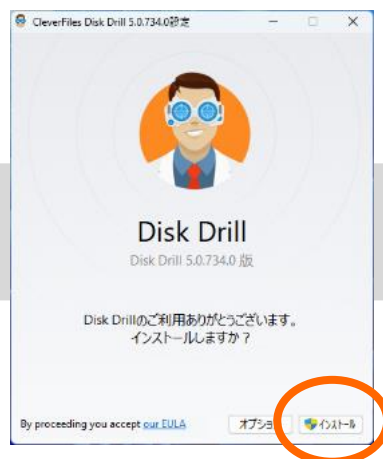 CleverFiles Disk Drill 5.0.734.0設定
Disk Drill
Disk Drill 5.0.734.0 版
Disk Drillのご利用ありがとうございます。
インストールしますか？
By proceeding you accept our EULA
オプション
インストール